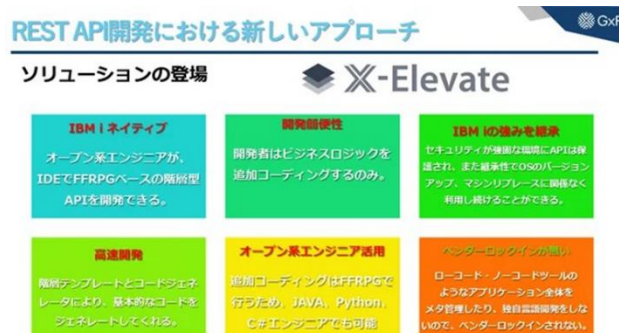 REST API開発における新しいアプローチ
GxP
ソリューションの登場
X-Elevate
IBM i ネイティブ
オープン系エンジニアが、
IDEでFFRPGベースの階層型
APIを開発できる。
開発簡便性
開発者はビジネスロジックを
追加コーディングするのみ。
IBM iの強みを継承
セキュリティが強固な環境にAPIは保
護され、また継承性でOSのバージョン
アップ、マシンリプレースに関係なく
利用し続けることができる。
高速開発
階層テンプレートとコードジェネ
レータにより、基本的なコードを
ジェネレートしてくれる。
オープン系エンジニア活用
追加コーディングはFFRPGで
行うため、JAVA、Python、
C#エンジニアでも可能
ベンダーロックインが無い
ローコード・ノーコードツールの
ようなアプリケーション全体を
メタ管理したり、独自言語開発をしな
いので、ベンダーロックインされない。